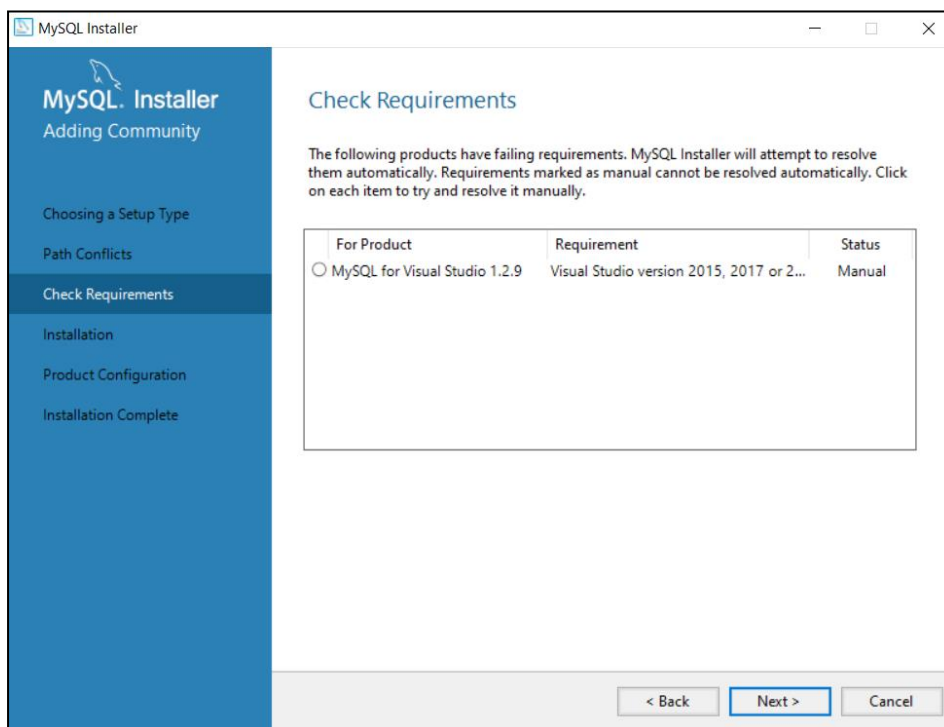 MySQL Installer
MySQL. Installer
Adding Community
Choosing a Setup Type
Path Conflicts
Check Requirements
Installation
Product Configuration
Installation Complete
Check Requirements
The following products have failing requirements. MySQL Installer will attempt to resolve
them automatically. Requirements marked as manual cannot be resolved automatically. Click
on each item to try and resolve it manually.
For Product Requirement Status
MySQL for Visual Studio 1.2.9 Visual Studio version 2015, 2017 or 2... Manual
< Back Next > Cancel